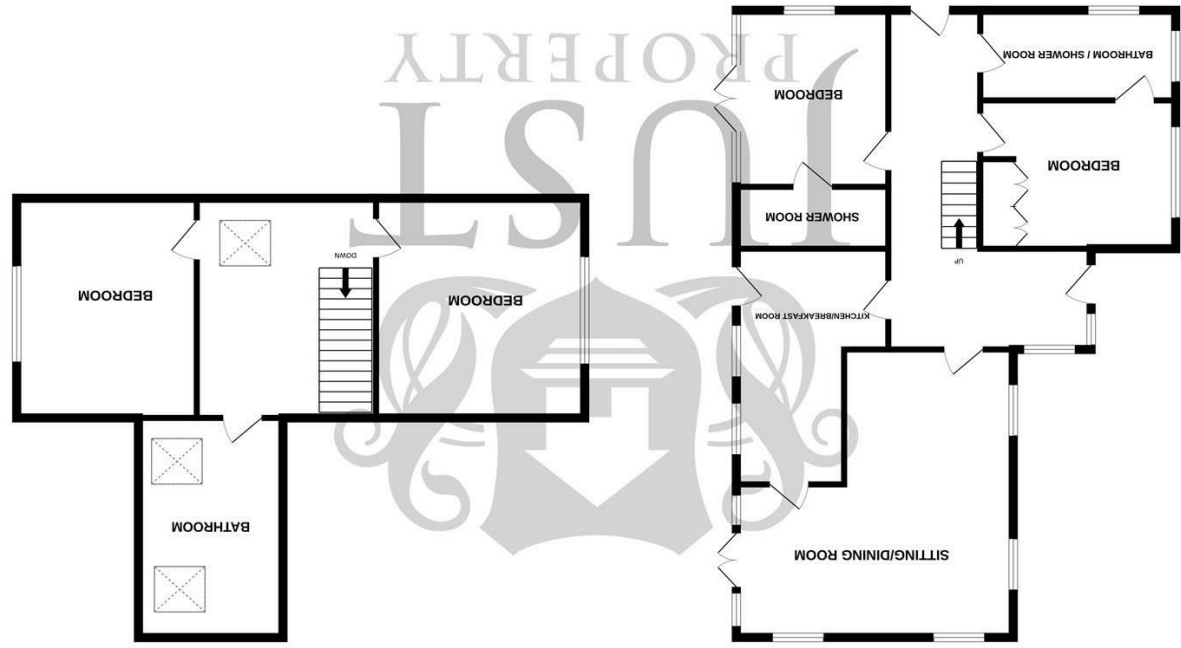 SITTING/DINING ROOM
KITCHEN/BREAKFAST ROOM
UP
SHOWER ROOM
BEDROOM
BEDROOM
BATHROOM / SHOWER ROOM
BATHROOM
BEDROOM
BEDROOM
DOWN
JUST
PROPERTY